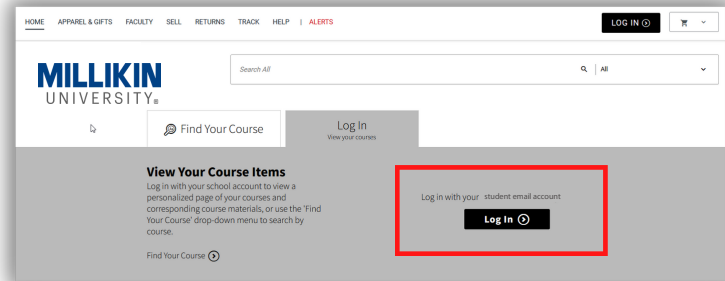 HOME APPAREL & GIFTS FACULTY SELL RETURNS TRACK HELP | ALERTS LOG IN
MILLIKIN
UNIVERSITY®
Search All All
Find Your Course
Log In
View your courses
View Your Course Items
Log in with your school account to view a
personalized page of your courses and
corresponding course materials, or use the 'Find
Your Course' drop-down menu to search by
course.
Find Your Course
Log in with your student email account
Log In